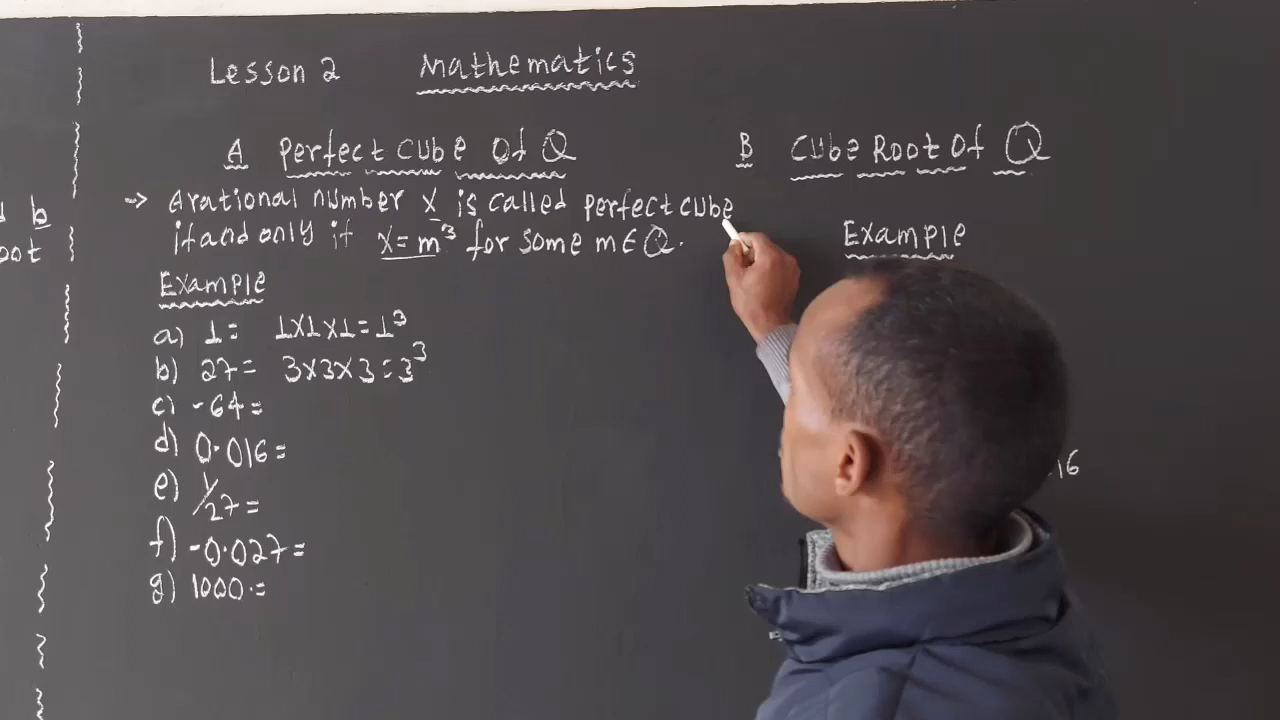 Lesson 2 Mathematics
A Perfect cube of Q
B Cube Root of Q
b
oot
-> A rational number x is called perfect cube
if and only if x = m³ for some m ∈ Q.
Example
a) 1 = 1x1x1 = 1³
b) 27 = 3x3x3 = 3³
c) -64 =
d) 0.016 =
e) 1/27 =
f) -0.027 =
g) 1000. =
Example
16